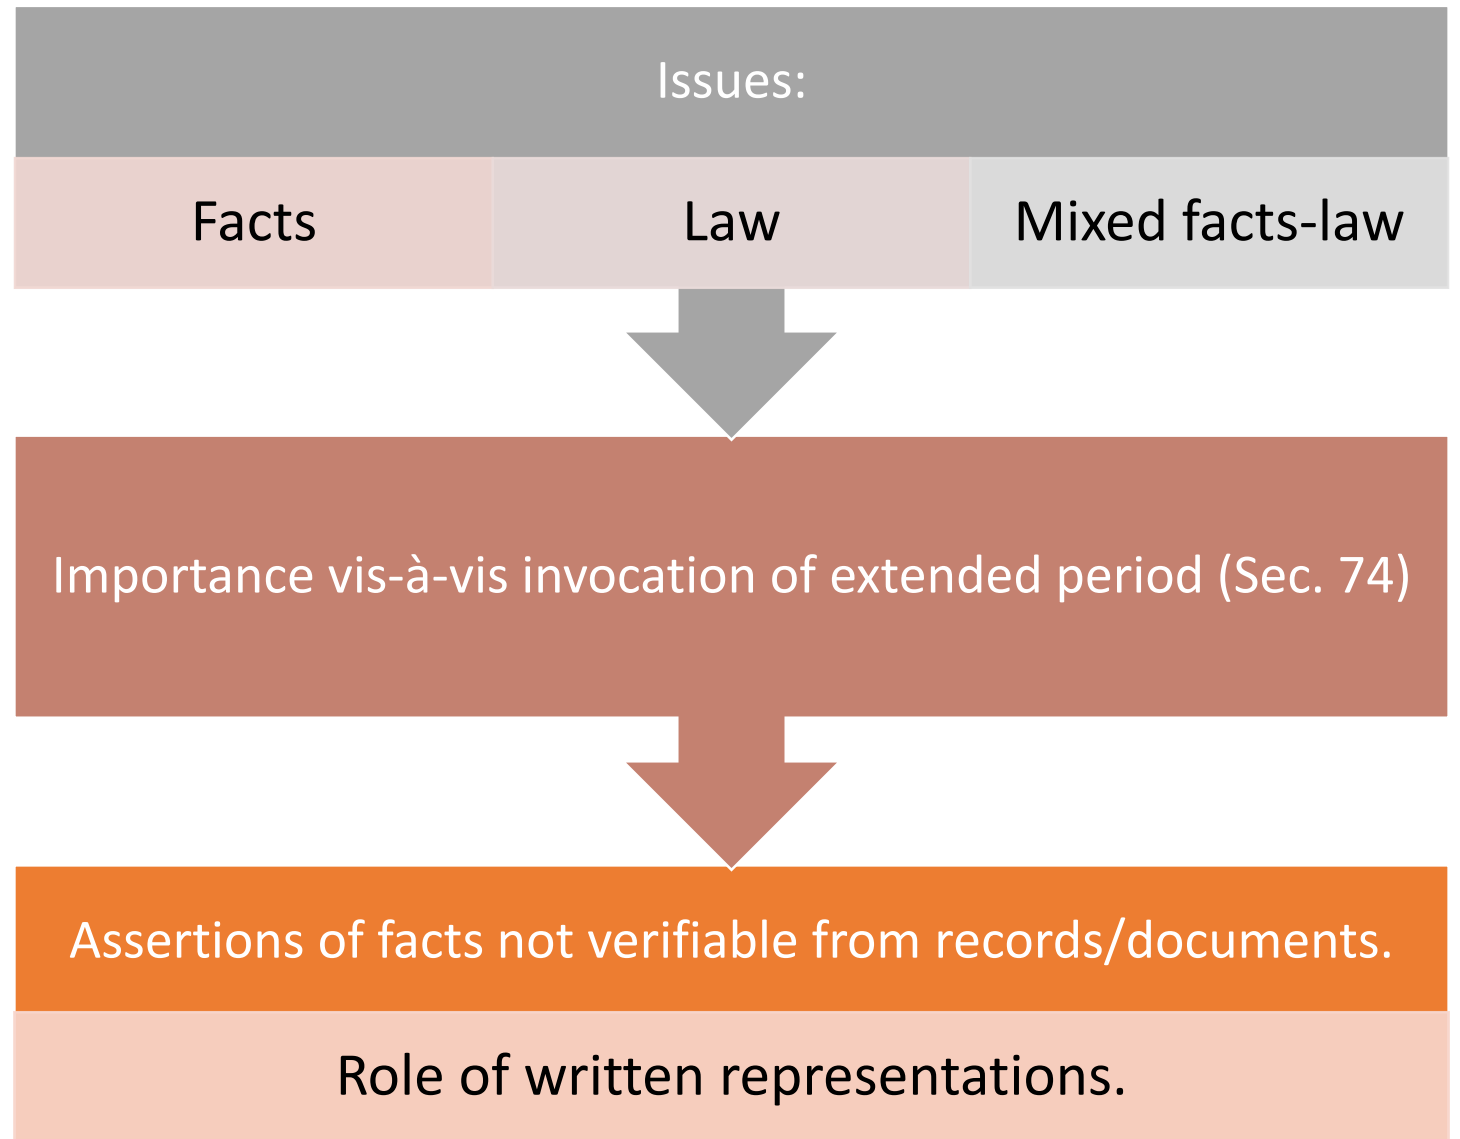 Issues:
Facts
Law
Mixed facts-law
Importance vis-à-vis invocation of extended period (Sec. 74)
Assertions of facts not verifiable from records/documents.
Role of written representations.